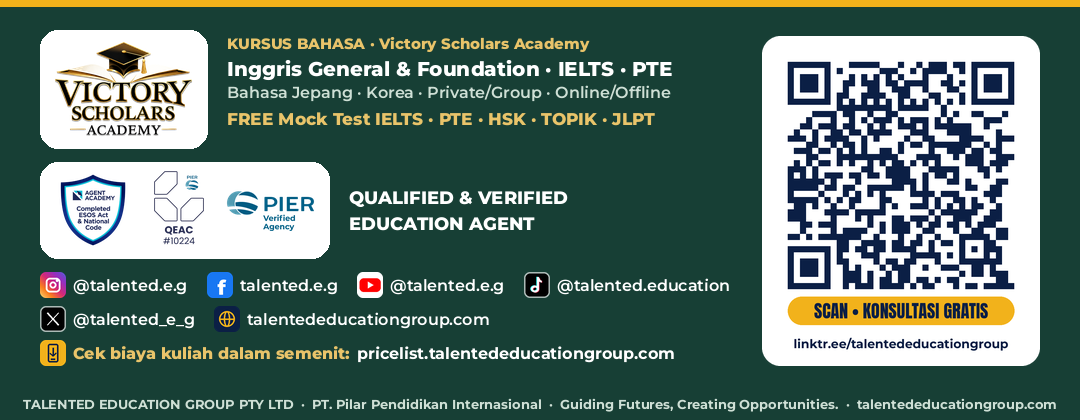 VICTORY
SCHOLARS
ACADEMY
KURSUS BAHASA · Victory Scholars Academy
Inggris General & Foundation · IELTS · PTE
Bahasa Jepang · Korea · Private/Group · Online/Offline
FREE Mock Test IELTS · PTE · HSK · TOPIK · JLPT
AGENT
ACADEMY
Completed
ESOS Act
& National
Code
PIER
QEAC
#10224
PIER
Verified
Agency
QUALIFIED & VERIFIED
EDUCATION AGENT
@talented.e.g talented.e.g @talented.e.g @talented.education
@talented_e_g talentededucationgroup.com
Cek biaya kuliah dalam semenit: pricelist.talentededucationgroup.com
SCAN • KONSULTASI GRATIS
linktr.ee/talentededucationgroup
TALENTED EDUCATION GROUP PTY LTD · PT. Pilar Pendidikan Internasional · Guiding Futures, Creating Opportunities. · talentededucationgroup.com